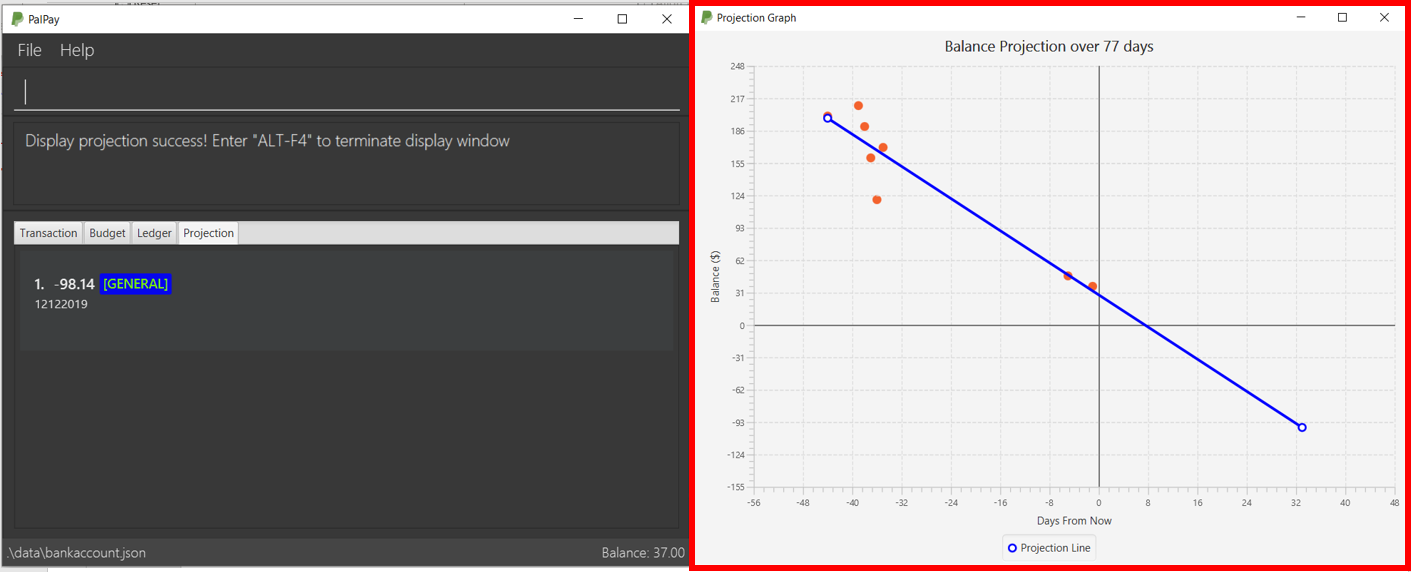 PalPay
File Help
Display projection success! Enter "ALT-F4" to terminate display window
Transaction Budget Ledger Projection
1. -98.14 [GENERAL]
12122019
.\data\bankaccount.json
Balance: 37.00
Projection Graph
Balance Projection over 77 days
248
217
186
155
124
93
62
31
0
-31
-62
-93
-124
-155
Balance ($)
-56 -48 -40 -32 -24 -16 -8 0 8 16 24 32 40 48
Days From Now
Projection Line